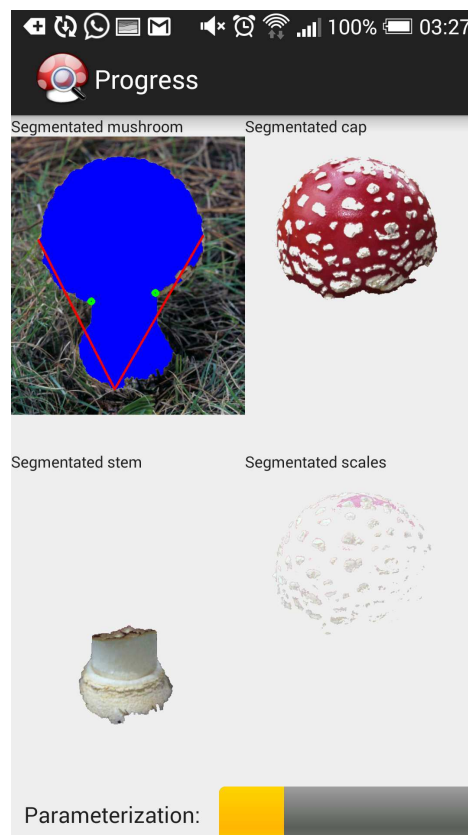 100% 03:27
Progress
Segmentated mushroom Segmentated cap
Segmentated stem Segmentated scales
Parameterization: